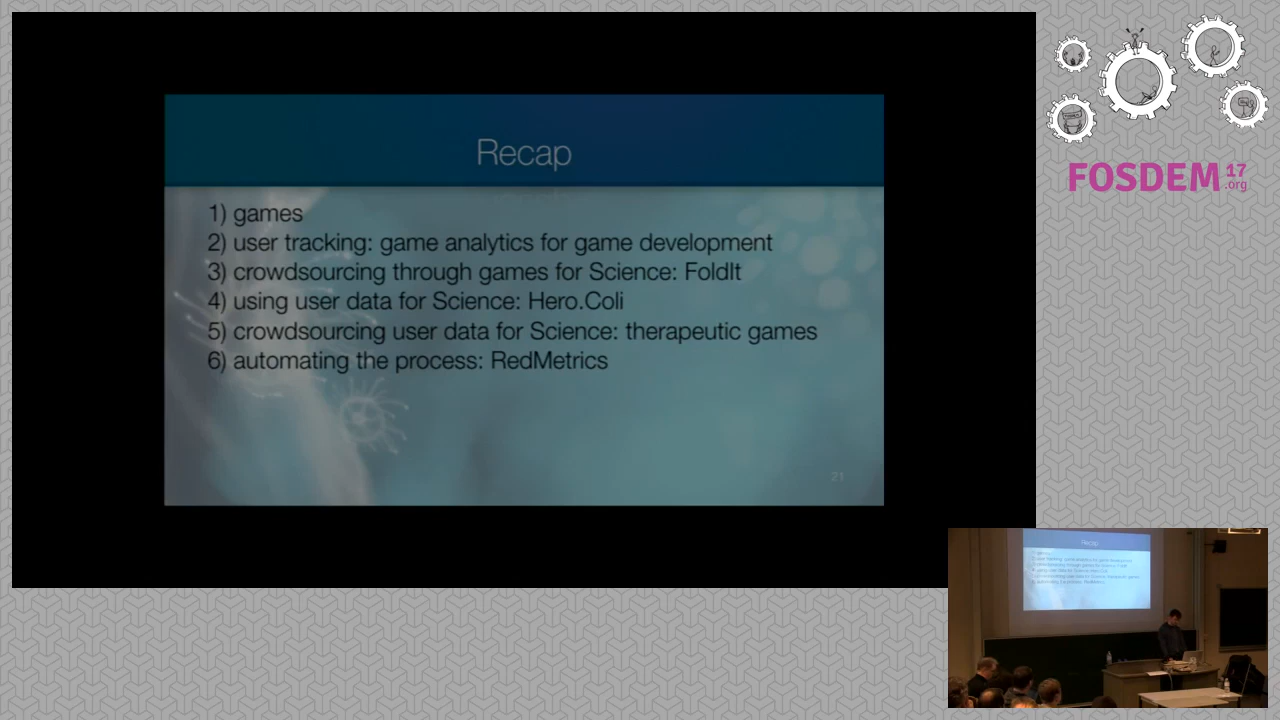 Recap
1) games
2) user tracking: game analytics for game development
3) crowdsourcing through games for Science: FoldIt
4) using user data for Science: Hero.Coli
5) crowdsourcing user data for Science: therapeutic games
6) automating the process: RedMetrics
21
FOSDEM 17
.org
Recap